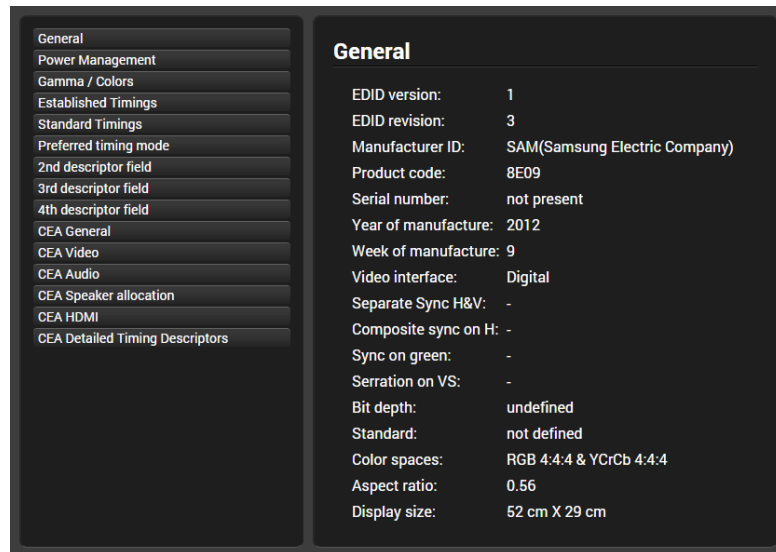 General
Power Management
Gamma / Colors
Established Timings
Standard Timings
Preferred timing mode
2nd descriptor field
3rd descriptor field
4th descriptor field
CEA General
CEA Video
CEA Audio
CEA Speaker allocation
CEA HDMI
CEA Detailed Timing Descriptors
General
EDID version: 1
EDID revision: 3
Manufacturer ID: SAM(Samsung Electric Company)
Product code: 8E09
Serial number: not present
Year of manufacture: 2012
Week of manufacture: 9
Video interface: Digital
Separate Sync H&V: -
Composite sync on H: -
Sync on green: -
Serration on VS: -
Bit depth: undefined
Standard: not defined
Color spaces: RGB 4:4:4 & YCrCb 4:4:4
Aspect ratio: 0.56
Display size: 52 cm X 29 cm